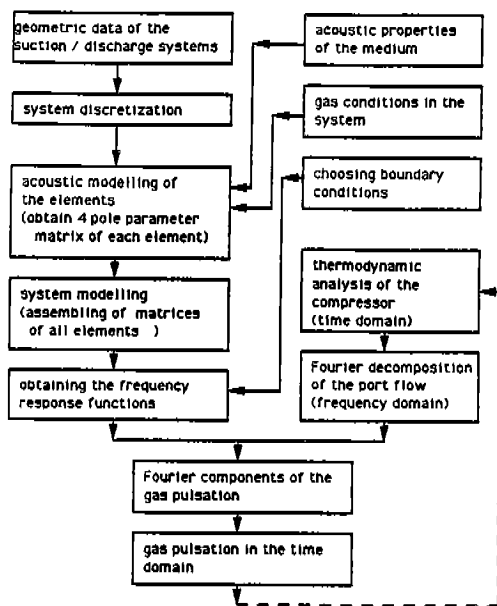 geometric data of the
suction / discharge systems
acoustic properties
of the medium
system discretization
gas conditions in the
system
acoustic modelling of
the elements
(obtain 4 pole parameter
matrix of each element)
choosing boundary
conditions
system modelling
(assembling of matrices
of all elements )
thermodynamic
analysis of the
compressor
(time domain)
obtaining the frequency
response functions
Fourier decomposition
of the port flow
(frequency domain)
Fourier components of the
gas pulsation
gas pulsation in the time
domain